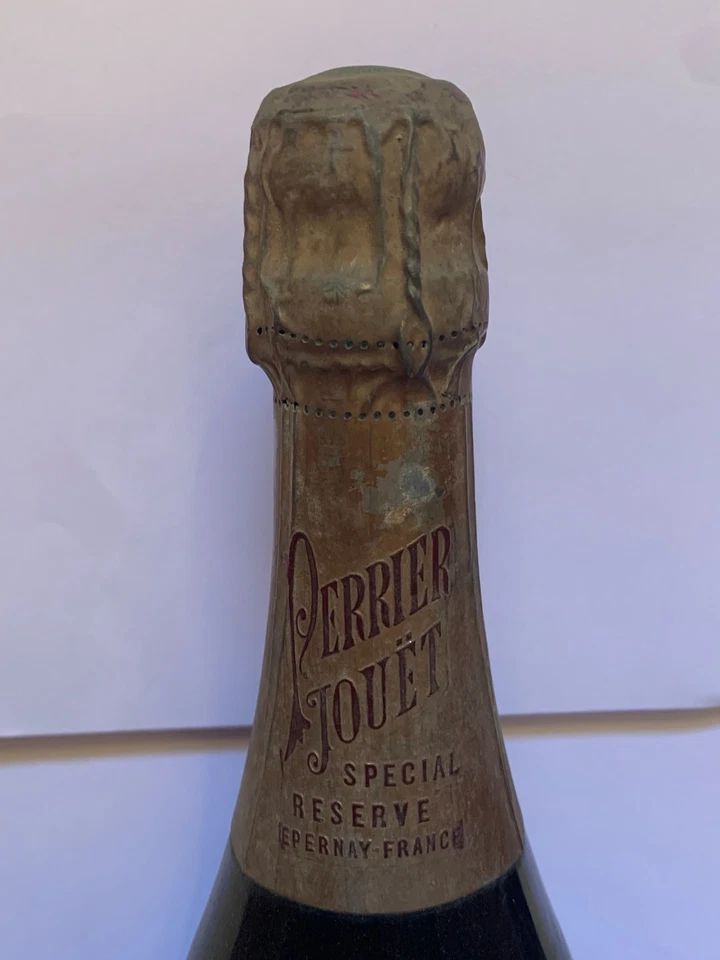 PERRIER
JOUËT
SPECIAL
RESERVE
EPERNAY-FRANCE